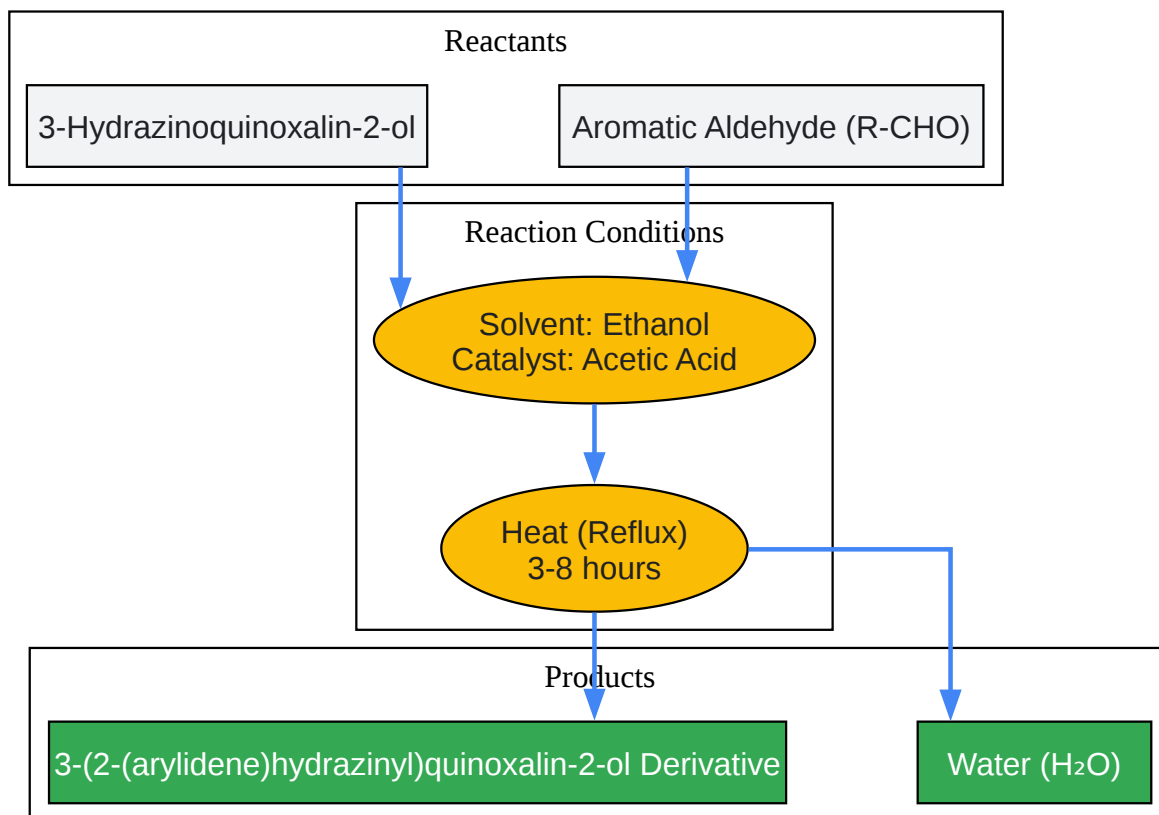 Reactants
3-Hydrazinoquinoxalin-2-ol
Aromatic Aldehyde (R-CHO)
Reaction Conditions
Solvent: Ethanol
Catalyst: Acetic Acid
Heat (Reflux)
3-8 hours
Products
3-(2-(arylidene)hydrazinyl)quinoxalin-2-ol Derivative
Water (H₂O)